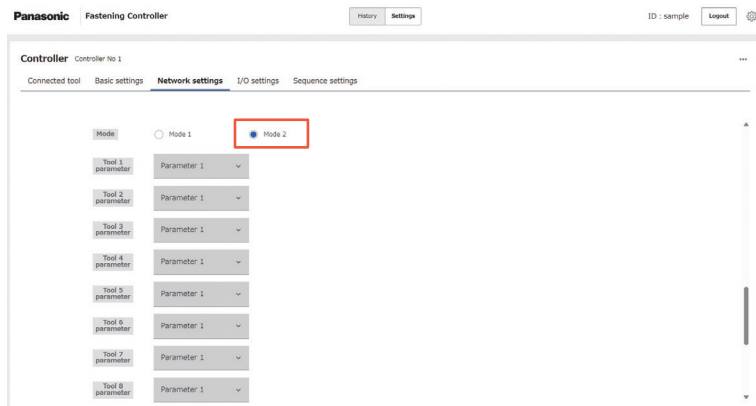 Panasonic Fastening Controller History Settings ID : sample Logout
Controller Controller No 1
Connected tool Basic settings Network settings I/O settings Sequence settings
Mode Mode 1 Mode 2
Tool 1
parameter Parameter 1
Tool 2
parameter Parameter 1
Tool 3
parameter Parameter 1
Tool 4
parameter Parameter 1
Tool 5
parameter Parameter 1
Tool 6
parameter Parameter 1
Tool 7
parameter Parameter 1
Tool 8
parameter Parameter 1